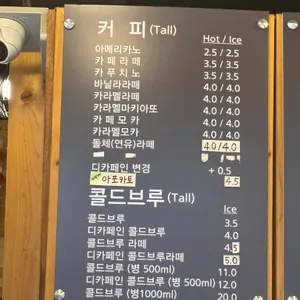 커 피 (Tall)
Hot / Ice
아메리카노 2.5 / 2.5
카 페 라 떼 3.5 / 3.5
카 푸 치 노 3.5 / 3.5
바닐라라떼 4.0 / 4.0
카라멜라떼 4.0 / 4.0
카라멜마키아또 4.0 / 4.0
카 페 모 카 4.0 / 4.0
카라멜모카 4.0 / 4.0
돌체(연유)라떼 4.0/4.0
디카페인 변경 + 0.5
아포카토 4.5
콜드브루 (Tall)
Ice
콜드브루 3.5
디카페인 콜드브루 4.0
콜드브루 라떼 4.5
디카페인 콜드브루라떼 5.0
콜드브루 (병 500ml) 11.0
디카페인 콜드브루 (병 500ml) 12.0
콜드브루 (병1000ml) 20.0